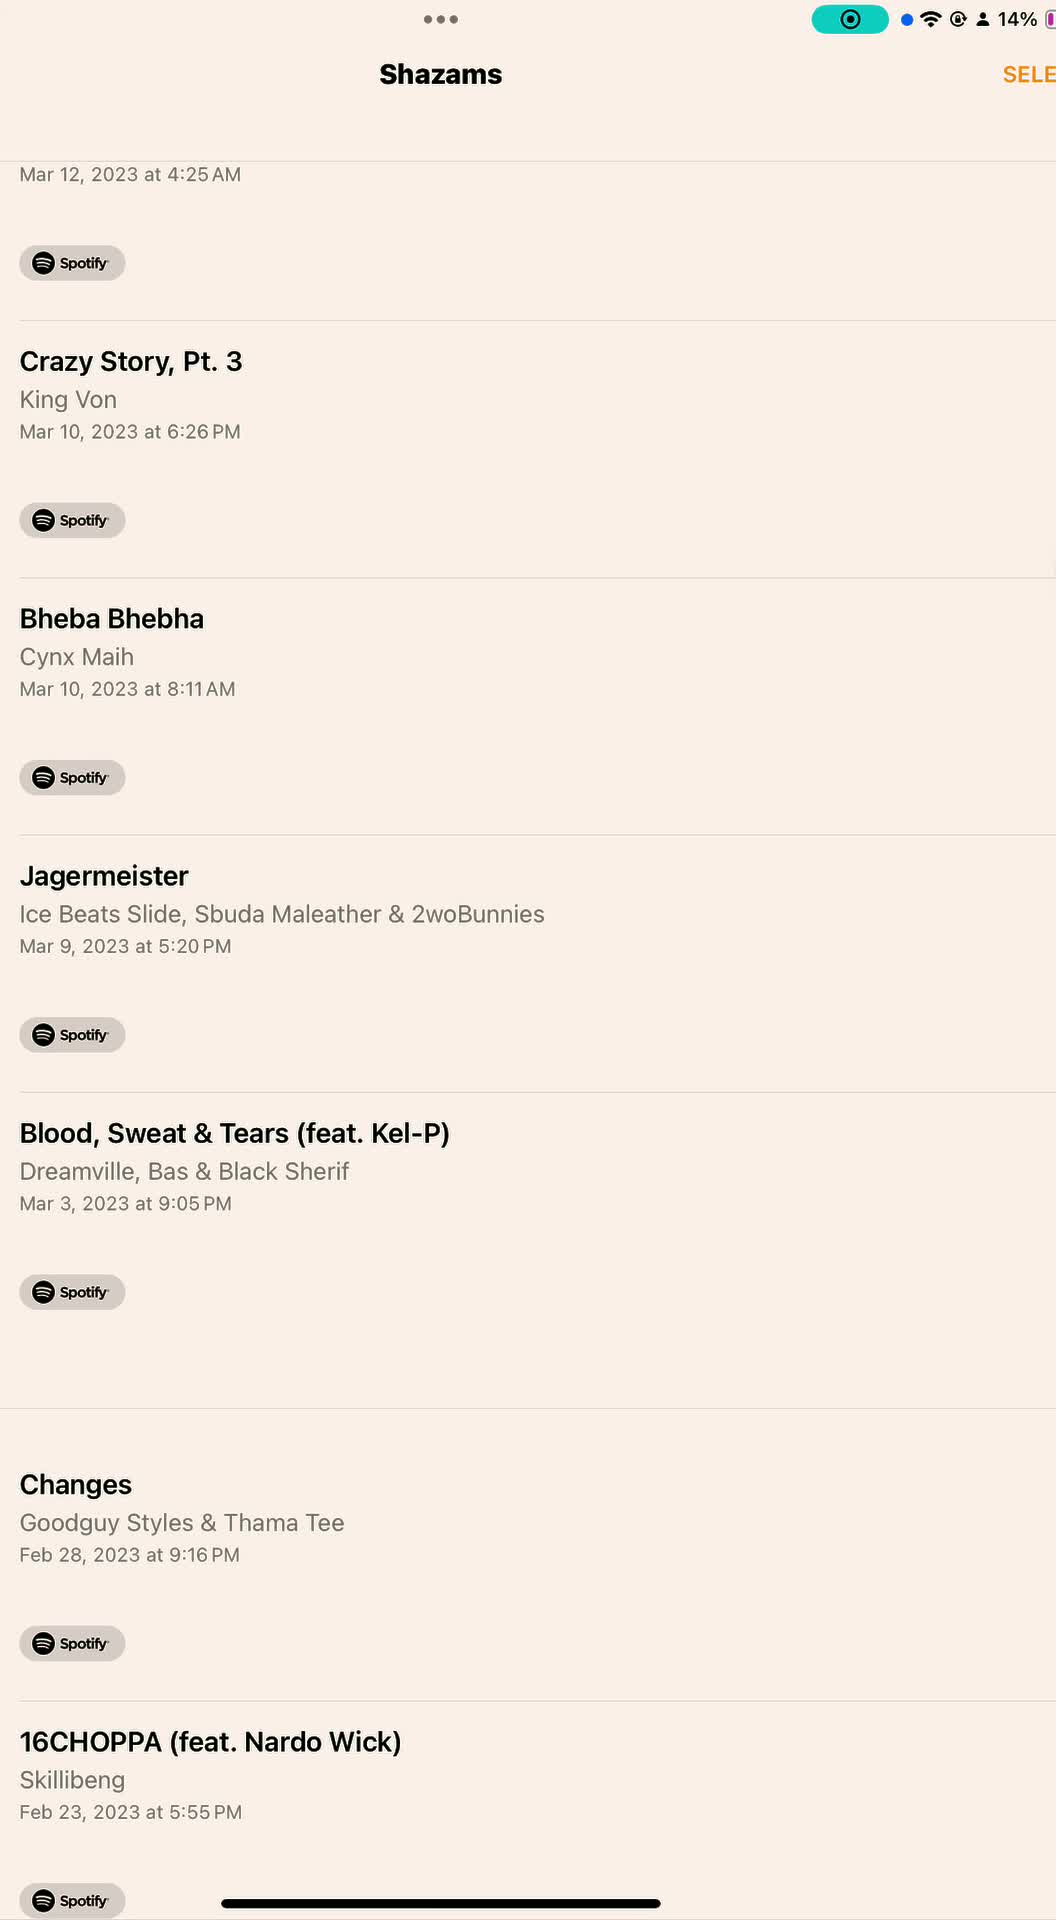 14%
Shazams
SELE
Mar 12, 2023 at 4:25 AM
Spotify
Crazy Story, Pt. 3
King Von
Mar 10, 2023 at 6:26 PM
Spotify
Bheba Bhebha
Cynx Maih
Mar 10, 2023 at 8:11 AM
Spotify
Jagermeister
Ice Beats Slide, Sbuda Maleather & 2woBunnies
Mar 9, 2023 at 5:20 PM
Spotify
Blood, Sweat & Tears (feat. Kel-P)
Dreamville, Bas & Black Sherif
Mar 3, 2023 at 9:05 PM
Spotify
Changes
Goodguy Styles & Thama Tee
Feb 28, 2023 at 9:16 PM
Spotify
16CHOPPA (feat. Nardo Wick)
Skillibeng
Feb 23, 2023 at 5:55 PM
Spotify